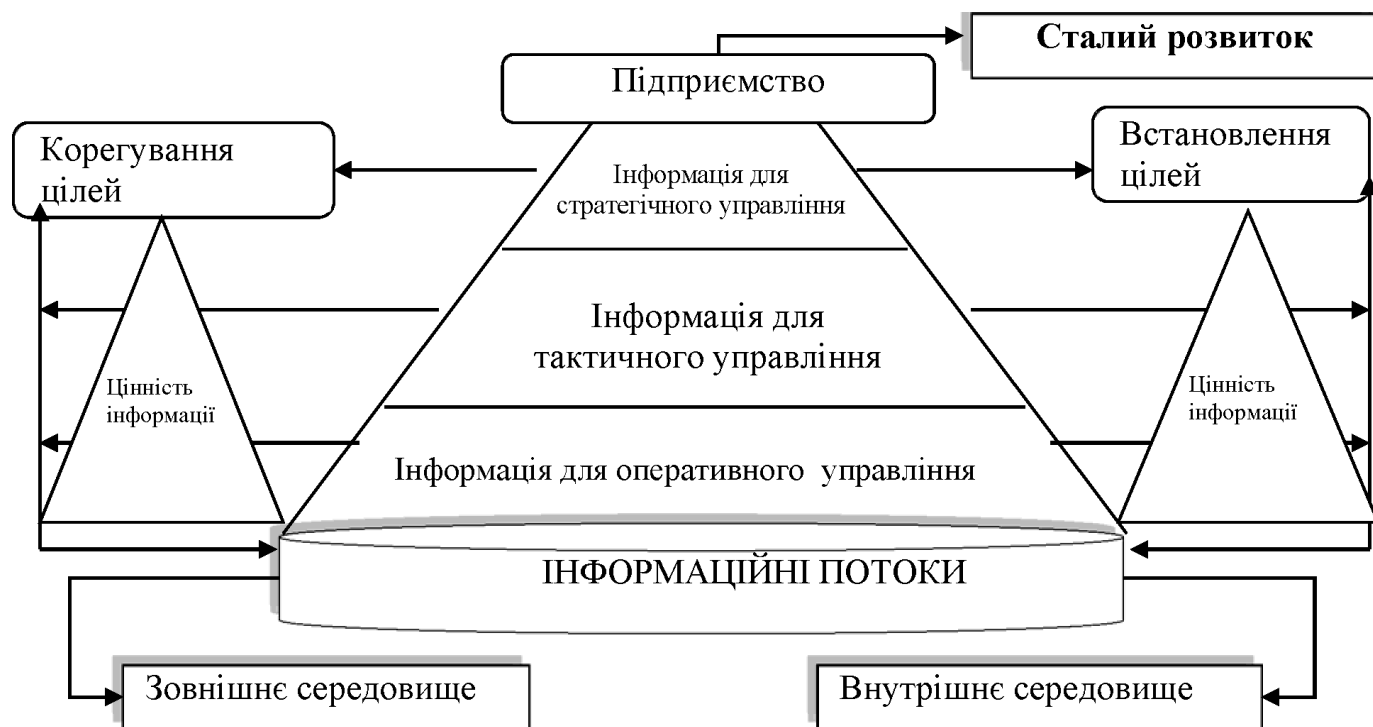 Сталий розвиток
Підприємство
Корегування
цілей
Встановлення
цілей
Інформація для
стратегічного управління
Інформація для
тактичного управління
Цінність
інформації
Цінність
інформації
Інформація для оперативного управління
ІНФОРМАЦІЙНІ ПОТОКИ
Зовнішнє середовище
Внутрішнє середовище